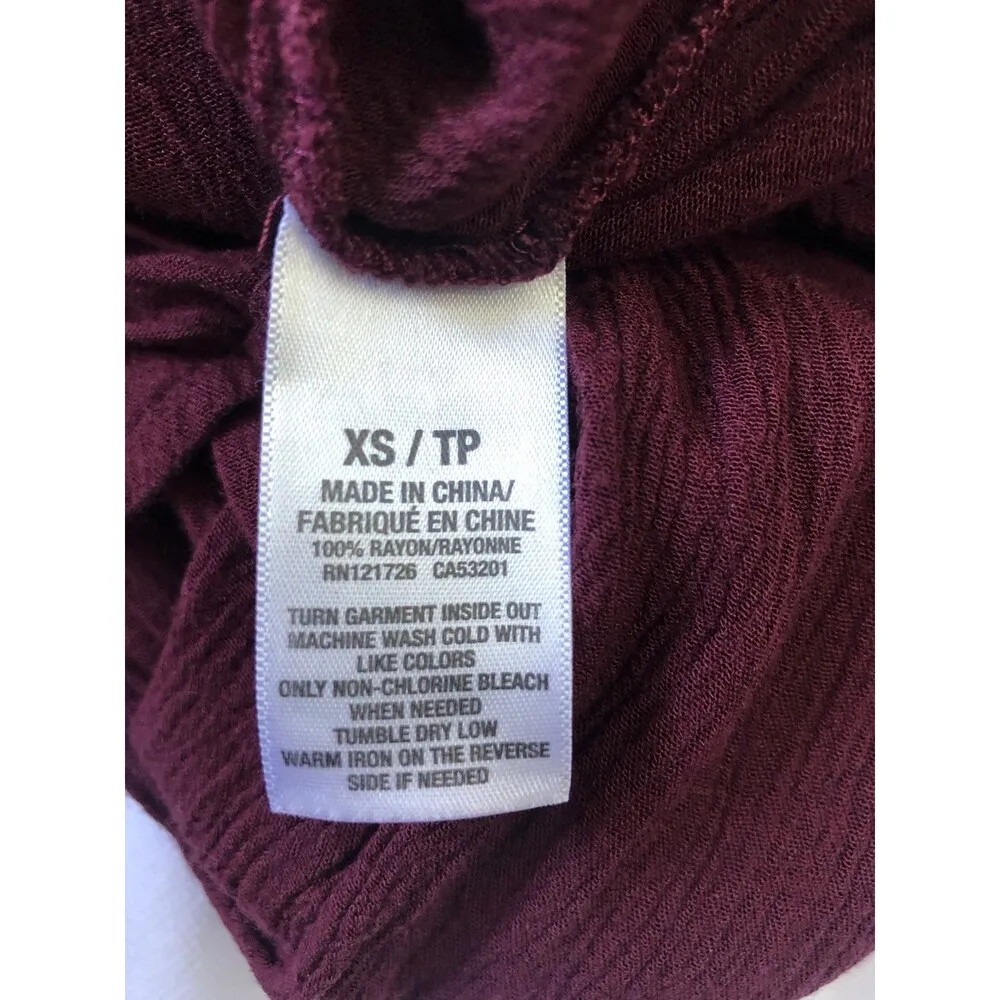 XS / TP
MADE IN CHINA/
FABRIQUÉ EN CHINE
100% RAYON/RAYONNE
RN121726 CA53201
TURN GARMENT INSIDE OUT
MACHINE WASH COLD WITH
LIKE COLORS
ONLY NON-CHLORINE BLEACH
WHEN NEEDED
TUMBLE DRY LOW
WARM IRON ON THE REVERSE
SIDE IF NEEDED